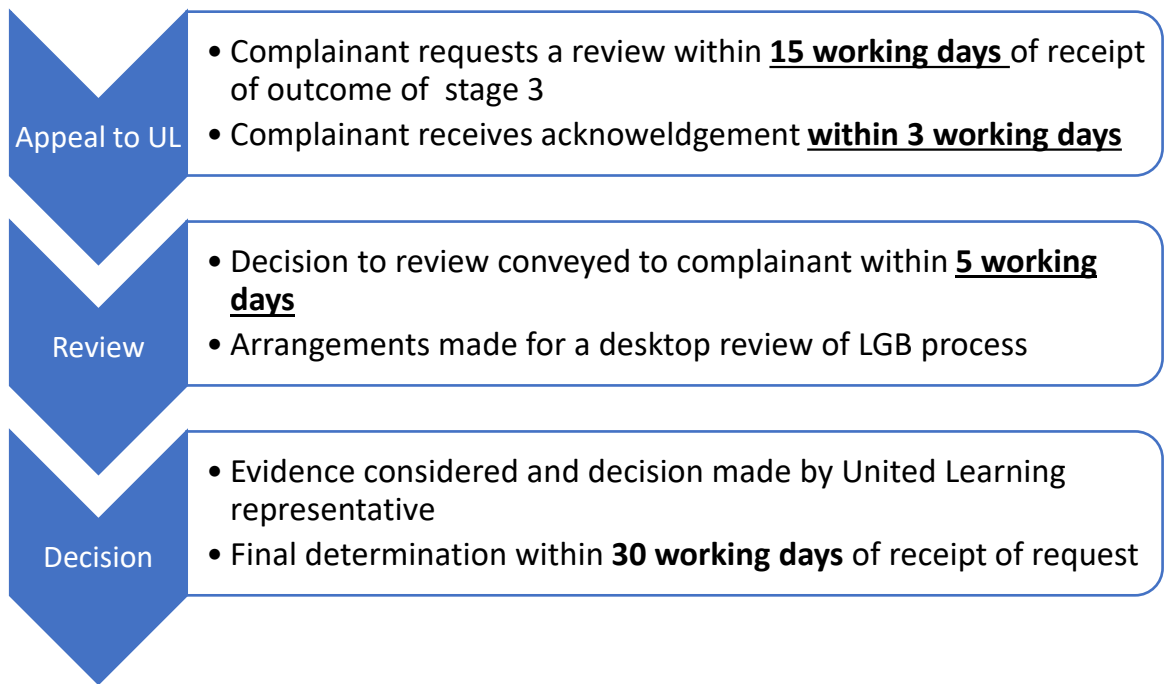 Appeal to UL
• Complainant requests a review within 15 working days of receipt
of outcome of  stage 3
• Complainant receives acknoweldgement within 3 working days
Review
• Decision to review conveyed to complainant within 5 working
days
• Arrangements made for a desktop review of LGB process
Decision
• Evidence considered and decision made by United Learning
representative
• Final determination within 30 working days of receipt of request